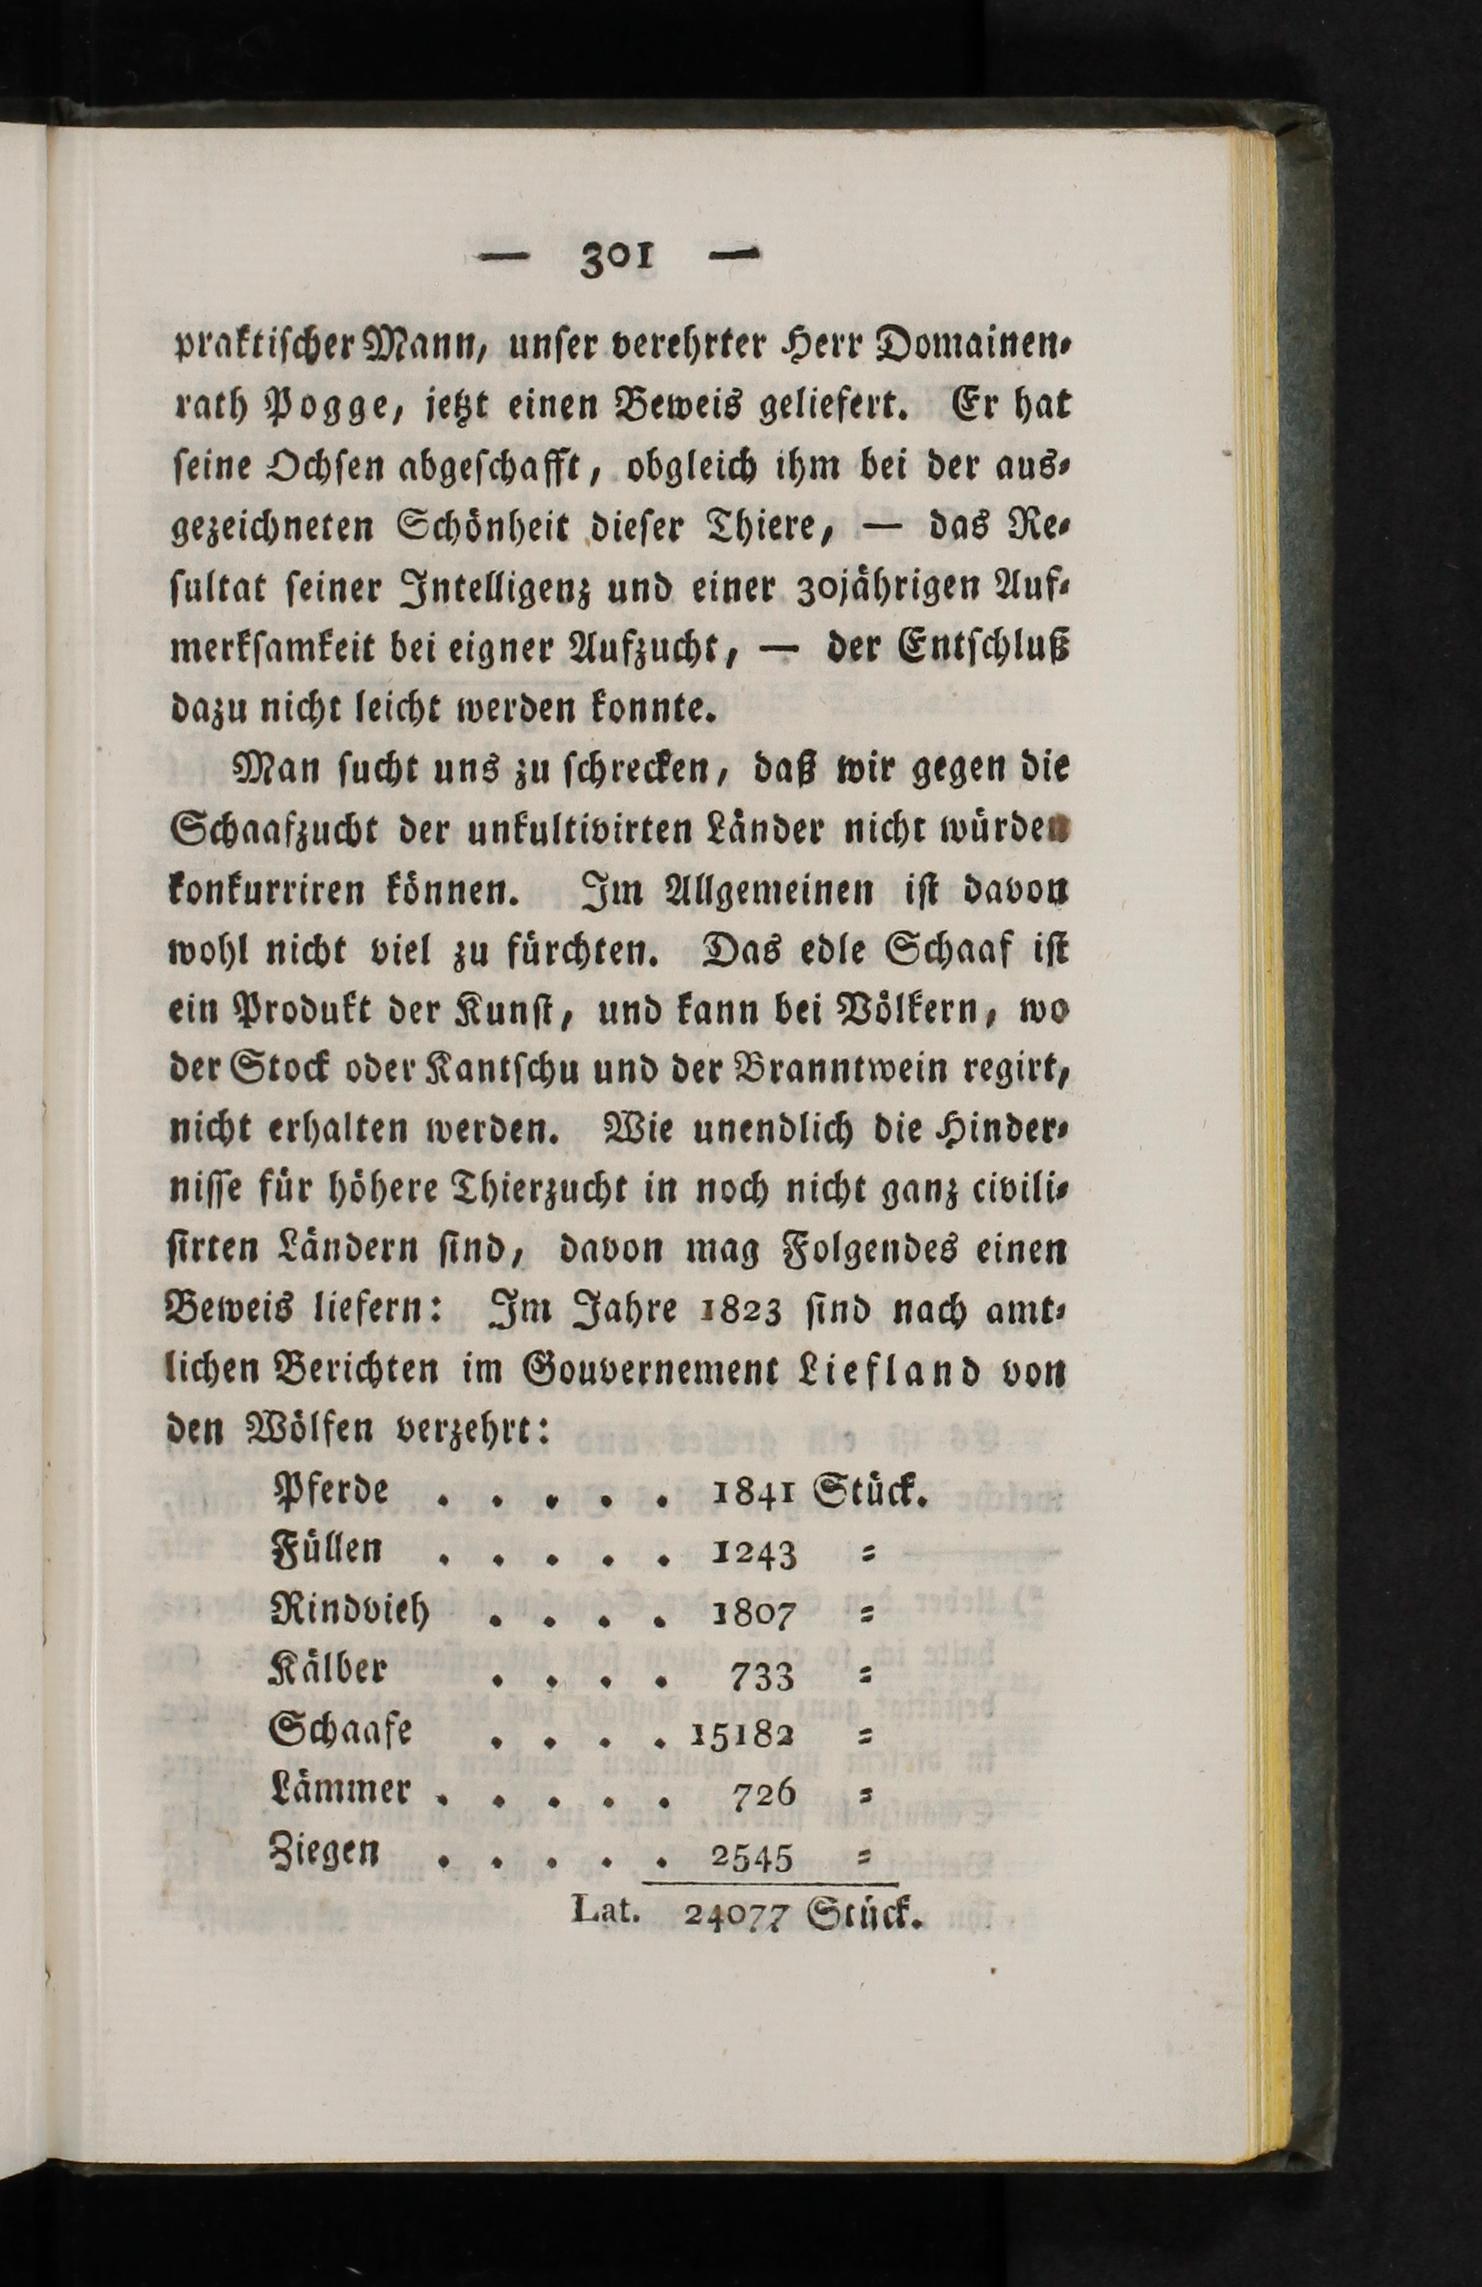 — 301 —
praktischer Mann, unser verehrter Herr Domainen-
rath Pogge, jetzt einen Beweis geliefert. Er hat
seine Ochsen abgeschafft, obgleich ihm bei der aus-
gezeichneten Schönheit dieser Thiere, — das Re-
sultat seiner Intelligenz und einer 30jährigen Auf-
merksamkeit bei eigner Aufzucht, — der Entschluß
dazu nicht leicht werden konnte.
Man sucht uns zu schrecken, daß wir gegen die
Schaafzucht der unkultivirten Länder nicht würden
konkurriren können. Im Allgemeinen ist davon
wohl nicht viel zu fürchten. Das edle Schaaf ist
ein Produkt der Kunst, und kann bei Völkern, wo
der Stock oder Kantschu und der Branntwein regirt,
nicht erhalten werden. Wie unendlich die Hinder-
nisse für höhere Thierzucht in noch nicht ganz civili-
sirten Ländern sind, davon mag Folgendes einen
Beweis liefern: Im Jahre 1823 sind nach amt-
lichen Berichten im Gouvernement Liefland von
den Wölfen verzehrt:
Pferde . . . . . 1841 Stück.
Füllen . . . . . 1243 =
Rindvieh . . . . 1807 =
Kälber . . . . 733 =
Schaafe . . . . 15182 =
Lämmer . . . . . 726 =
Ziegen . . . . . 2545 =
Lat. 24077 Stück.